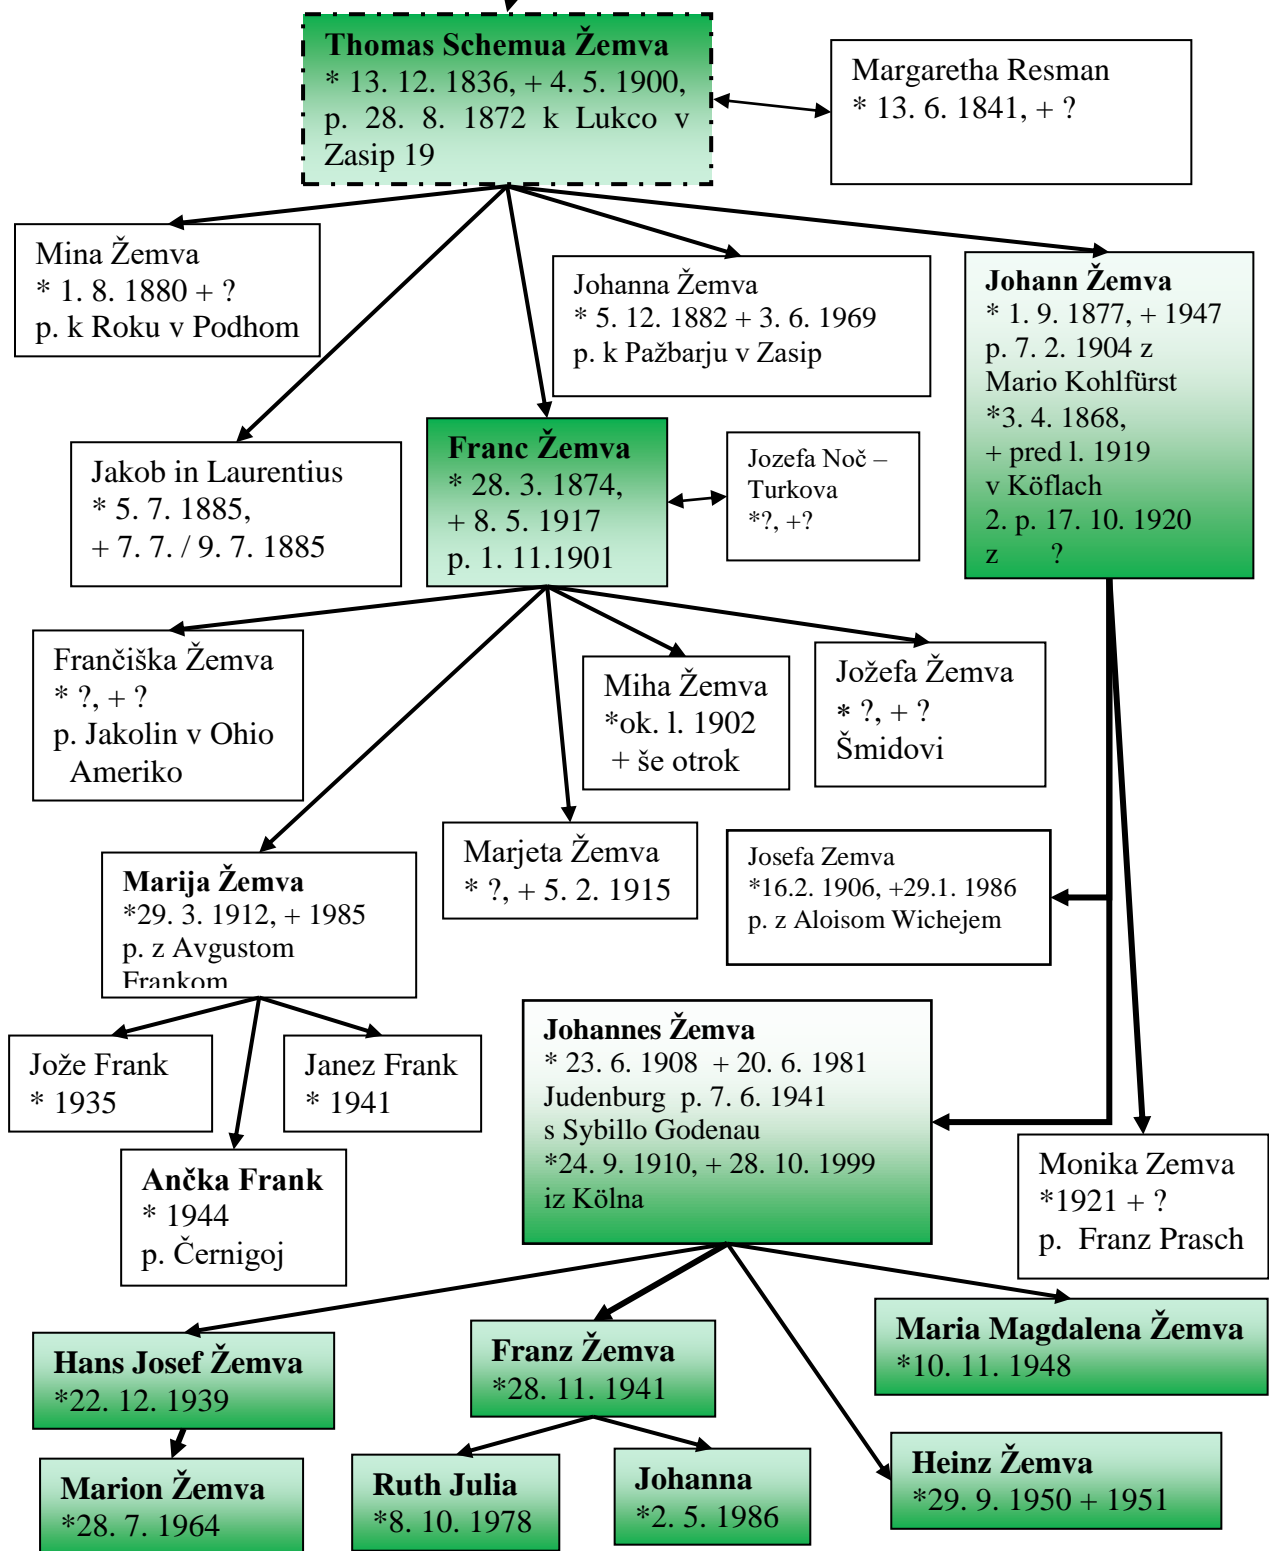 Thomas Schemua Žemva
* 13. 12. 1836, + 4. 5. 1900,
p. 28. 8. 1872 k Lukco v
Zasip 19
Margaretha Resman
* 13. 6. 1841, + ?
Mina Žemva
* 1. 8. 1880 + ?
p. k Roku v Podhom
Johanna Žemva
* 5. 12. 1882 + 3. 6. 1969
p. k Pažbarju v Zasip
Johann Žemva
* 1. 9. 1877, + 1947
p. 7. 2. 1904 z
Mario Kohlfürst
*3. 4. 1868,
+ pred l. 1919
v Köflach
2. p. 17. 10. 1920
z ?
Jakob in Laurentius
* 5. 7. 1885,
+ 7. 7. / 9. 7. 1885
Franc Žemva
* 28. 3. 1874,
+ 8. 5. 1917
p. 1. 11.1901
Jozefa Noč –
Turkova
*?, +?
Frančiška Žemva
* ?, + ?
p. Jakolin v Ohio
Ameriko
Miha Žemva
*ok. l. 1902
+ še otrok
Jožefa Žemva
* ?, + ?
Šmidovi
Marija Žemva
*29. 3. 1912, + 1985
p. z Avgustom
Frankom
Marjeta Žemva
* ?, + 5. 2. 1915
Josefa Zemva
*16.2. 1906, +29.1. 1986
p. z Aloisom Wichejem
Jože Frank
* 1935
Janez Frank
* 1941
Ančka Frank
* 1944
p. Černigoj
Johannes Žemva
* 23. 6. 1908 + 20. 6. 1981
Judenburg p. 7. 6. 1941
s Sybillo Godenau
*24. 9. 1910, + 28. 10. 1999
iz Kölna
Monika Zemva
*1921 + ?
p. Franz Prasch
Hans Josef Žemva
*22. 12. 1939
Franz Žemva
*28. 11. 1941
Maria Magdalena Žemva
*10. 11. 1948
Marion Žemva
*28. 7. 1964
Ruth Julia
*8. 10. 1978
Johanna
*2. 5. 1986
Heinz Žemva
*29. 9. 1950 + 1951